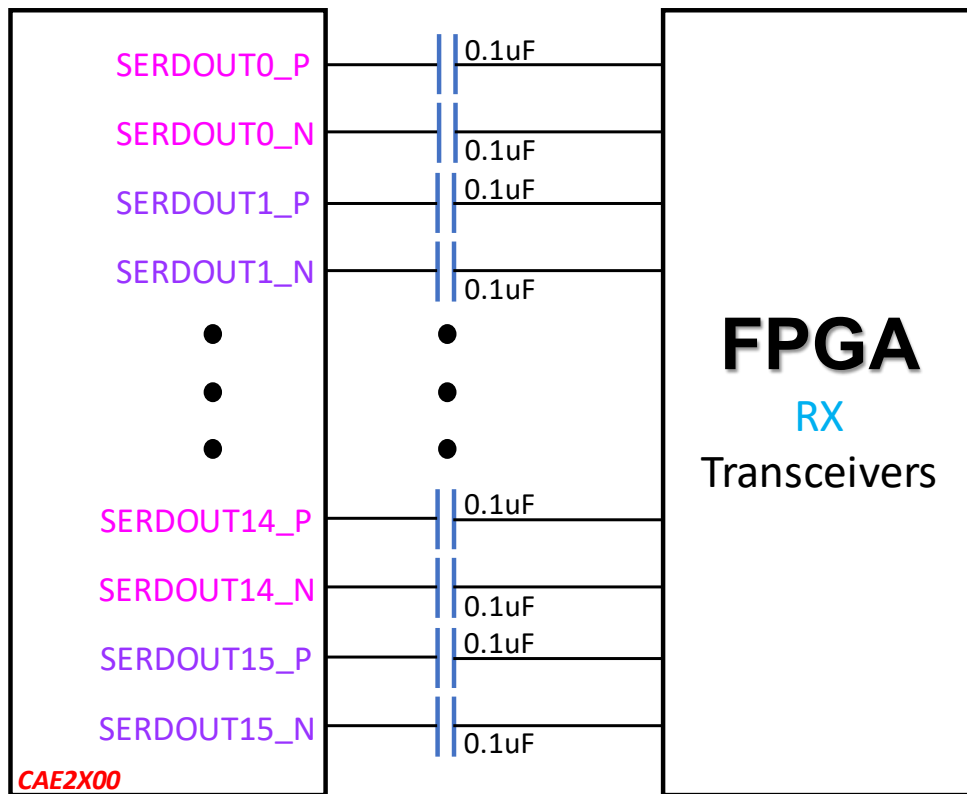 SERDOUT0_P
0.1uF
SERDOUT0_N
0.1uF
SERDOUT1_P
0.1uF
SERDOUT1_N
0.1uF
FPGA
RX
Transceivers
SERDOUT14_P
0.1uF
SERDOUT14_N
0.1uF
SERDOUT15_P
0.1uF
SERDOUT15_N
0.1uF
CAE2X00